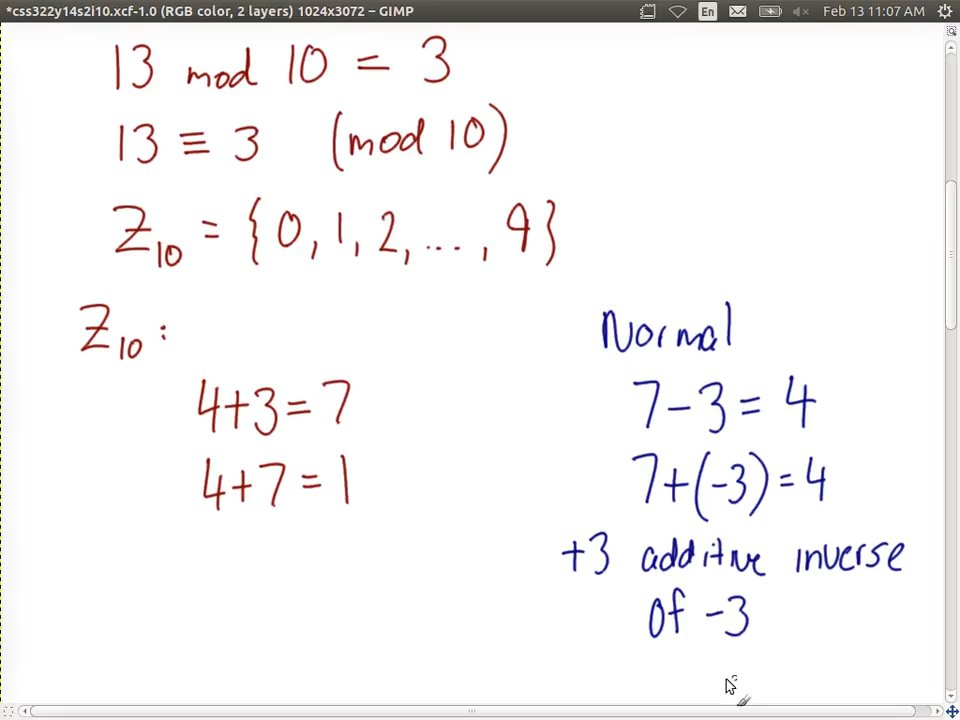 *css322y14s2i10.xcf-1.0 (RGB color, 2 layers) 1024x3072 – GIMP
En
Feb 13 11:07 AM
13 mod 10 = 3
13 ≡ 3 (mod 10)
Z10 = {0, 1, 2, ..., 9}
Z10 :
4+3=7
4+7=1
Normal
7-3=4
7+(-3)=4
+3 additive inverse
of -3